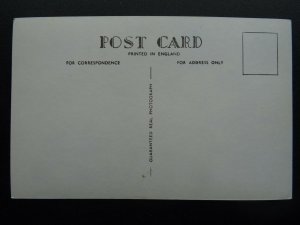 POST CARD
PRINTED IN ENGLAND
FOR CORRESPONDENCE
FOR ADDRESS ONLY
GUARANTEED REAL PHOTOGRAPH